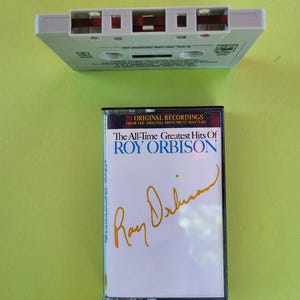 ORIGINAL RECORDINGS
FROM THE ORIGINAL MONUMENT MASTERS
The All-Time Greatest Hits Of
ROY ORBISON
Roy Orbison